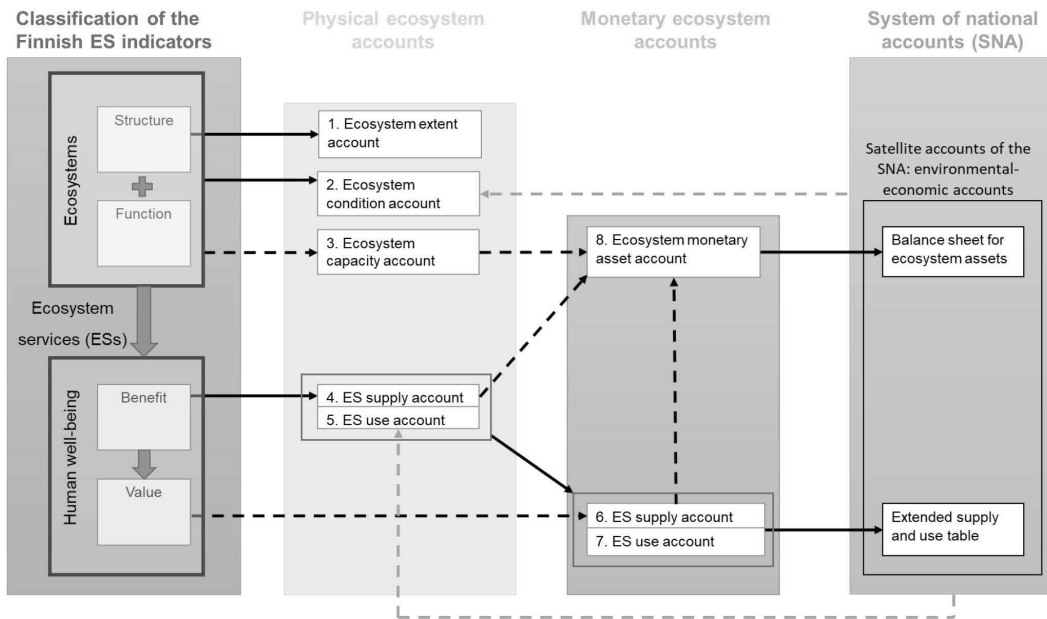 Classification of the
Finnish ES indicators
Physical ecosystem
accounts
Monetary ecosystem
accounts
System of national
accounts (SNA)
Ecosystems
Structure
Function
Ecosystem
services (ESs)
Human well-being
Benefit
Value
1. Ecosystem extent
account
2. Ecosystem
condition account
3. Ecosystem
capacity account
4. ES supply account
5. ES use account
8. Ecosystem monetary
asset account
6. ES supply account
7. ES use account
Satellite accounts of the
SNA: environmental-
economic accounts
Balance sheet for
ecosystem assets
Extended supply
and use table